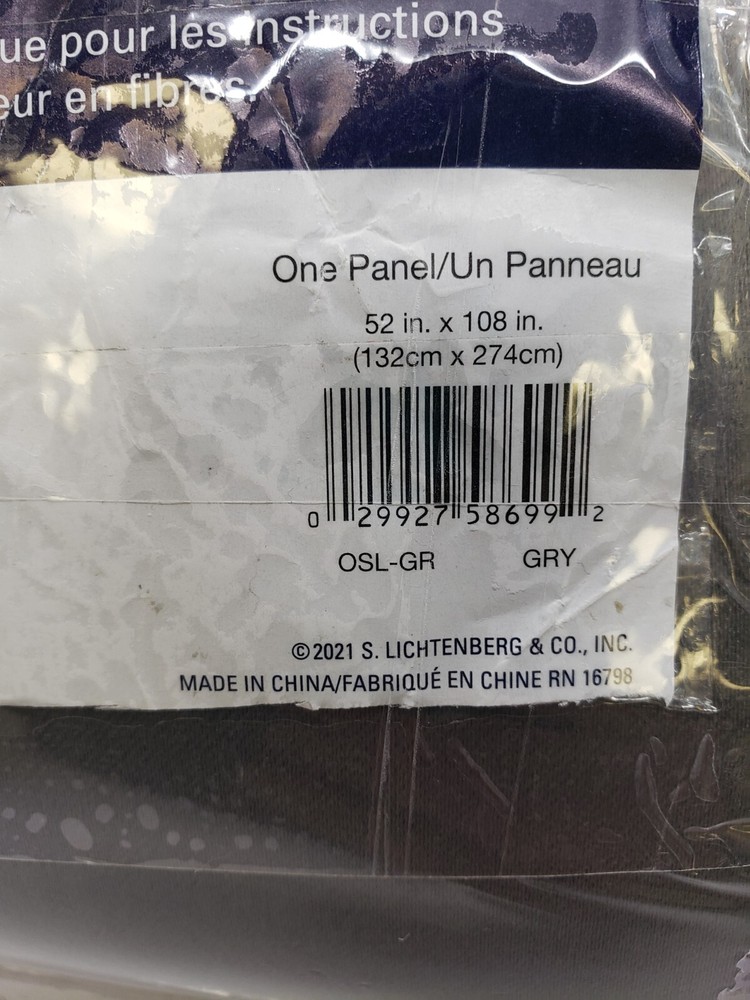 ue pour les instructions
eur en fibres.
One Panel/Un Panneau
52 in. x 108 in.
(132cm x 274cm)
0 29927 58699 2
OSL-GR GRY
©2021 S. LICHTENBERG & CO., INC.
MADE IN CHINA/FABRIQUÉ EN CHINE RN 16798